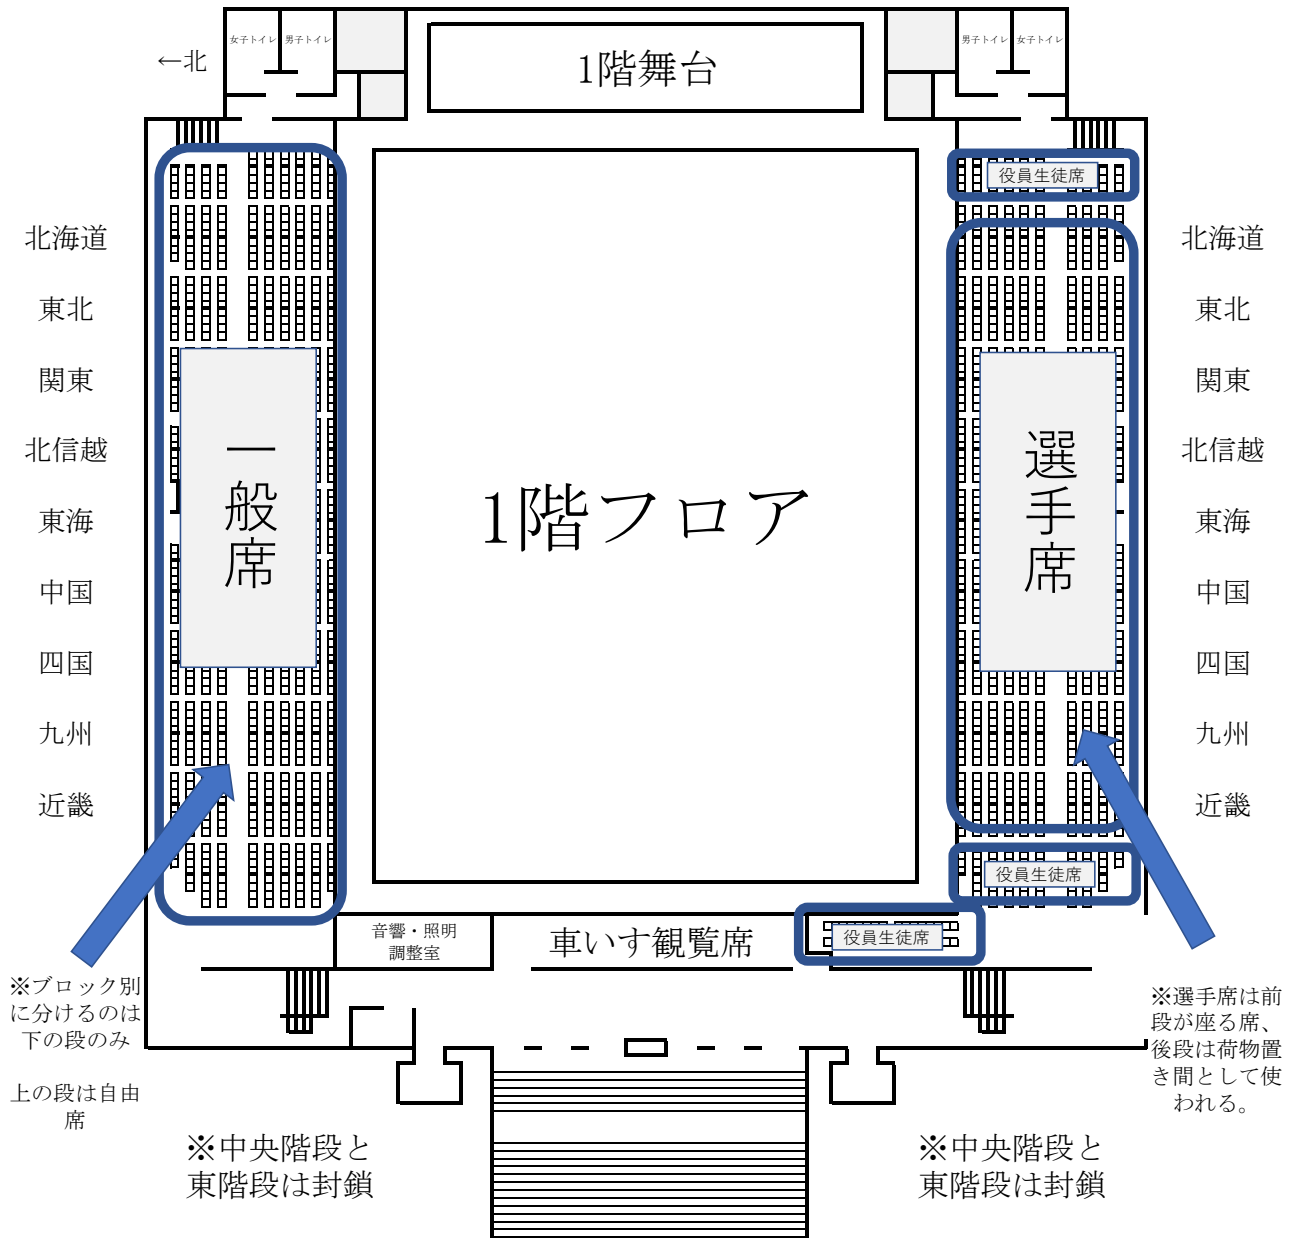 女子トイレ
男子トイレ
←北
1階舞台
男子トイレ
女子トイレ
役員生徒席
北海道
東北
関東
北信越
東海
中国
四国
九州
近畿
一般席
1階フロア
選手席
北海道
東北
関東
北信越
東海
中国
四国
九州
近畿
役員生徒席
音響・照明
調整室
車いす観覧席
役員生徒席
※ブロック別
に分けるのは
下の段のみ
上の段は自由
席
※選手席は前
段が座る席、
後段は荷物置
き間として使
われる。
※中央階段と
東階段は封鎖
※中央階段と
東階段は封鎖